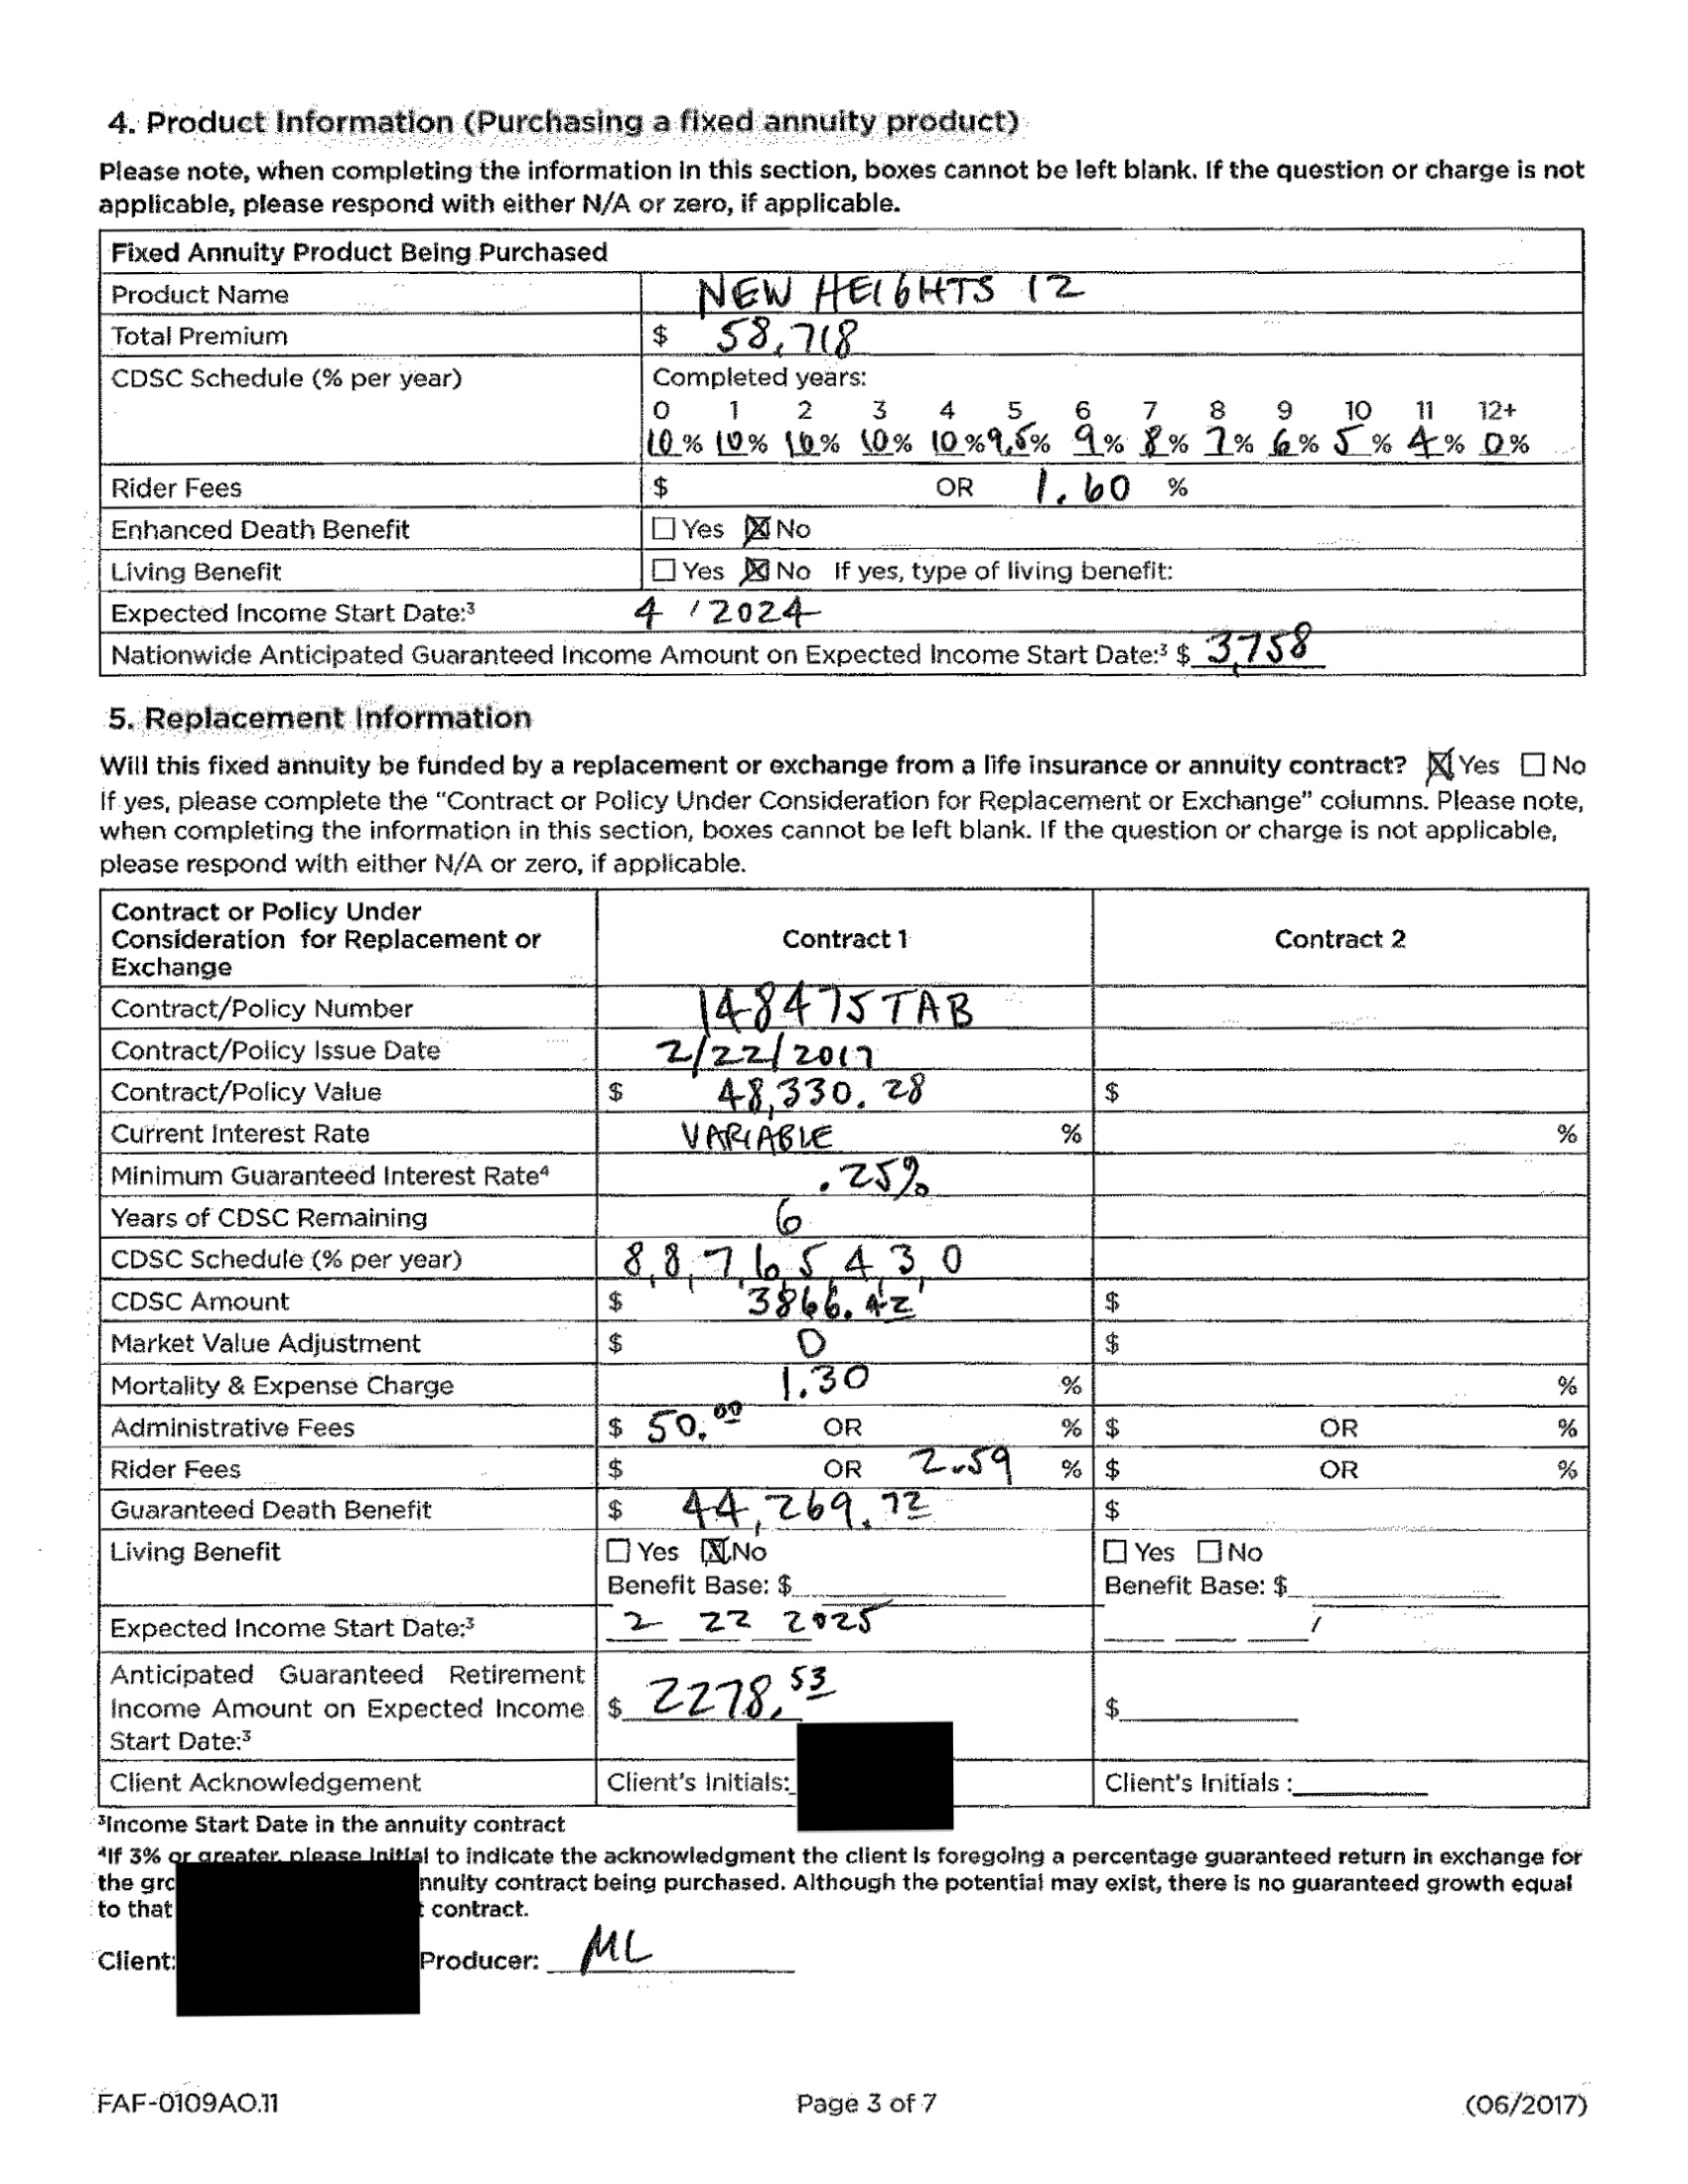 4. Product Information (Purchasing a fixed annuity product)
Please note, when completing the information in this section, boxes cannot be left blank. If the question or charge is not
applicable, please respond with either N/A or zero, if applicable.
Fixed Annuity Product Being Purchased
Product Name NEW HEIGHTS 12
Total Premium $ 58,718
CDSC Schedule (% per year) Completed years:
0 1 2 3 4 5 6 7 8 9 10 11 12+
10% 10% 10% 10% 10% 9.5% 9% 8% 7% 6% 5% 4% 0%
Rider Fees $ OR 1.60 %
Enhanced Death Benefit ☐ Yes ☒ No
Living Benefit ☐ Yes ☒ No If yes, type of living benefit:
Expected Income Start Date:³ 4 / 2024
Nationwide Anticipated Guaranteed Income Amount on Expected Income Start Date:³ $ 3,758
5. Replacement Information
Will this fixed annuity be funded by a replacement or exchange from a life insurance or annuity contract? ☒ Yes ☐ No
If yes, please complete the “Contract or Policy Under Consideration for Replacement or Exchange” columns. Please note,
when completing the information in this section, boxes cannot be left blank. If the question or charge is not applicable,
please respond with either N/A or zero, if applicable.
Contract or Policy Under
Consideration for Replacement or Contract 1 Contract 2
Exchange
Contract/Policy Number 148475TAB
Contract/Policy Issue Date 2/22/2017
Contract/Policy Value $ 48,330.28 $
Current Interest Rate VARIABLE % %
Minimum Guaranteed Interest Rate⁴ .25%
Years of CDSC Remaining 6
CDSC Schedule (% per year) 8,8,7,6,5,4,3,0
CDSC Amount $ 3866.42 $
Market Value Adjustment $ 0 $
Mortality & Expense Charge 1.30 % %
Administrative Fees $ 50.00 OR % $ OR %
Rider Fees $ OR 2.59 % $ OR %
Guaranteed Death Benefit $ 44,269.72 $
Living Benefit ☐ Yes ☒ No ☐ Yes ☐ No
Benefit Base: $ Benefit Base: $
Expected Income Start Date:³ 2 22 2025 /
Anticipated Guaranteed Retirement
Income Amount on Expected Income $ 2278.53 $
Start Date:³
Client Acknowledgement Client's Initials: Client's Initials :
³Income Start Date in the annuity contract
⁴If 3% or greater, please initial to indicate the acknowledgment the client is foregoing a percentage guaranteed return in exchange for
the gro nnuity contract being purchased. Although the potential may exist, there is no guaranteed growth equal
to that contract.
Client: Producer: ML
FAF-0109AO.11 Page 3 of 7 (06/2017)